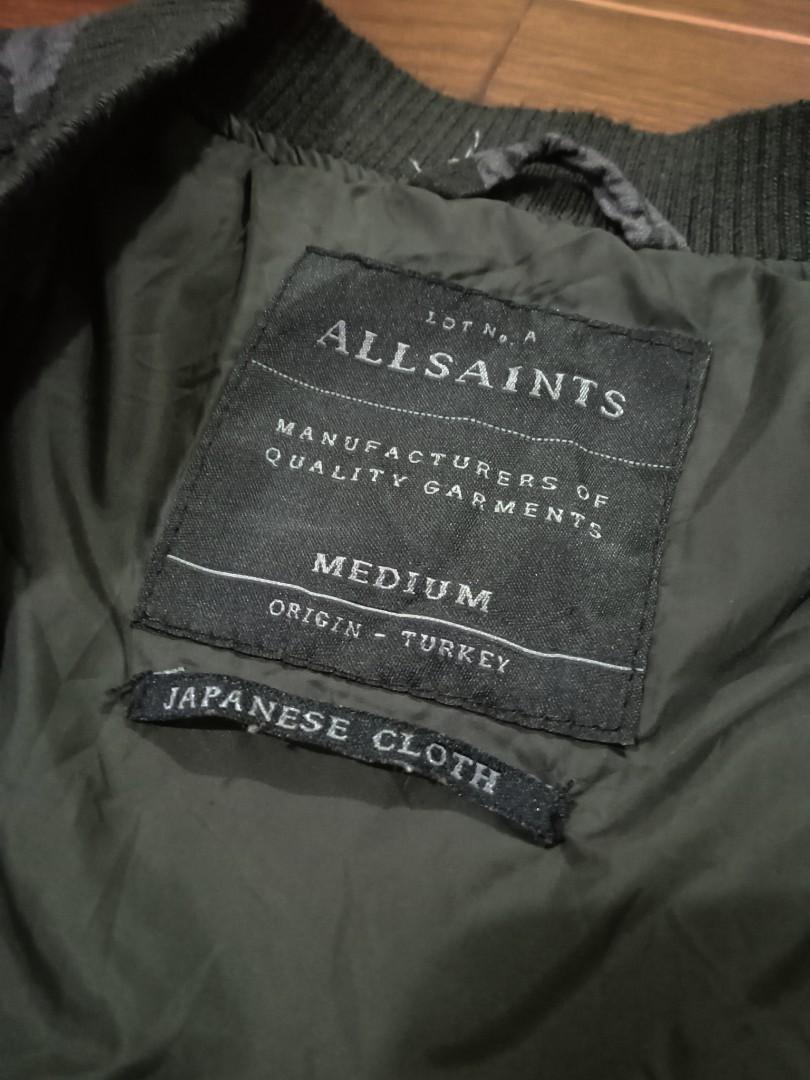 LOT No. A
ALLSAINTS
MANUFACTURERS OF
QUALITY GARMENTS
MEDIUM
ORIGIN - TURKEY
JAPANESE CLOTH